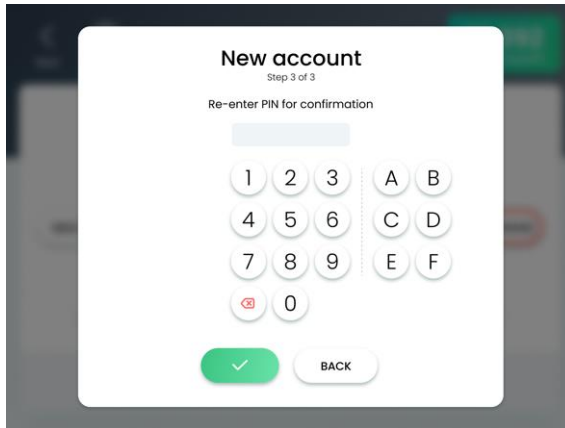 New account
Step 3 of 3
Re-enter PIN for confirmation
1 2 3 A B
4 5 6 C D
7 8 9 E F
0
BACK